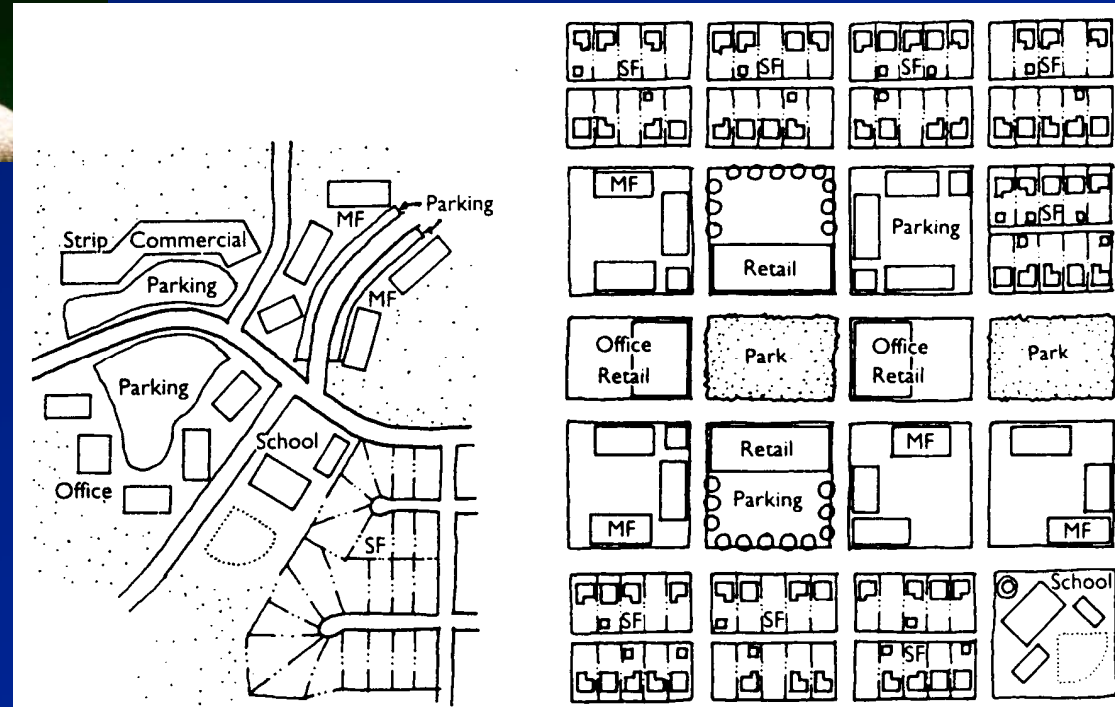 Parking
MF
Strip Commercial
Parking
MF
Parking
School
Office
SF
SF
SF
SF
SF
MF
Retail
Parking
SF
Office
Retail
Park
Office
Retail
Park
MF
Retail
Parking
MF
MF
SF
SF
SF
School